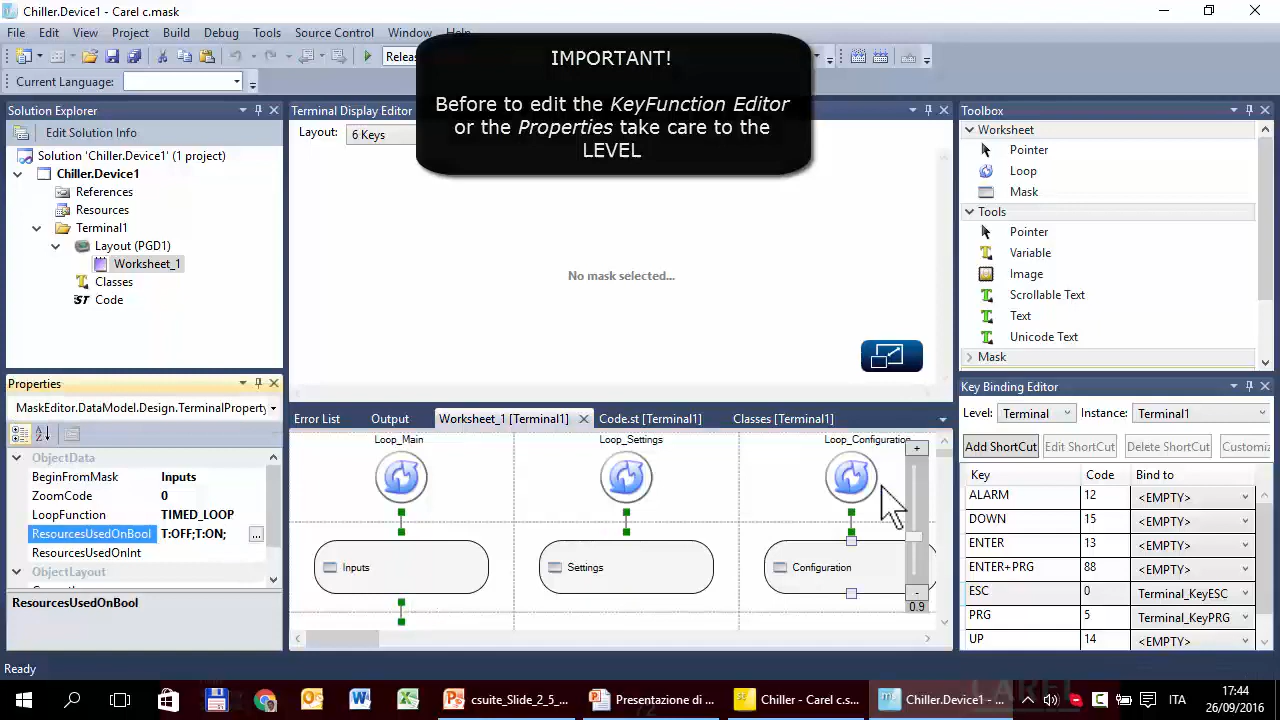 Chiller.Device1 - Carel c.mask
File Edit View Project Build Debug Tools Source Control Window Help
Current Language:
IMPORTANT!
Before to edit the KeyFunction Editor
or the Properties take care to the
LEVEL
Solution Explorer
Edit Solution Info
Solution 'Chiller.Device1' (1 project)
Chiller.Device1
References
Resources
Terminal1
Layout (PGD1)
Worksheet_1
Classes
ST Code
Terminal Display Editor
Layout: 6 Keys
No mask selected...
Toolbox
Worksheet
Pointer
Loop
Mask
Tools
Pointer
Variable
Image
Scrollable Text
Text
Unicode Text
Mask
Properties
MaskEditor.DataModel.Design.TerminalProperty
ObjectData
BeginFromMask Inputs
ZoomCode 0
LoopFunction TIMED_LOOP
ResourcesUsedOnBool T:OFF;T:ON; ...
ResourcesUsedOnInt
ObjectLayout
ResourcesUsedOnBool
Error List Output Worksheet_1 [Terminal1] Code.st [Terminal1] Classes [Terminal1]
Loop_Main Loop_Settings Loop_Configuration
Inputs Settings Configuration
+
-
0.9
Key Binding Editor
Level: Terminal Instance: Terminal1
Add ShortCut Edit ShortCut Delete ShortCut Customiz
Key Code Bind to
ALARM 12 <EMPTY>
DOWN 15 <EMPTY>
ENTER 13 <EMPTY>
ENTER+PRG 88 <EMPTY>
ESC 0 Terminal_KeyESC
PRG 5 Terminal_KeyPRG
UP 14 <EMPTY>
Ready
csuite_Slide_2_5_... Presentazione di ... Chiller - Carel c.s... Chiller.Device1 - ... ITA
17:44
26/09/2016